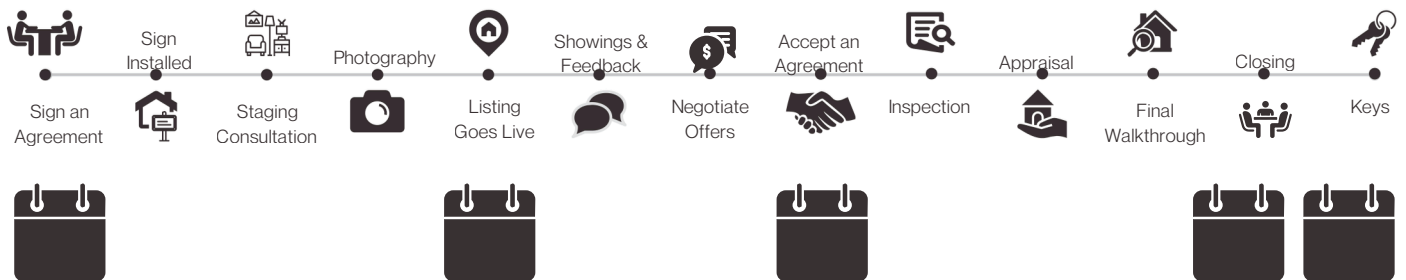 Sign an
Agreement
Sign
Installed
Staging
Consultation
Photography
Listing
Goes Live
Showings &
Feedback
$
Negotiate
Offers
Accept an
Agreement
Inspection
Appraisal
Final
Walkthrough
Closing
Keys